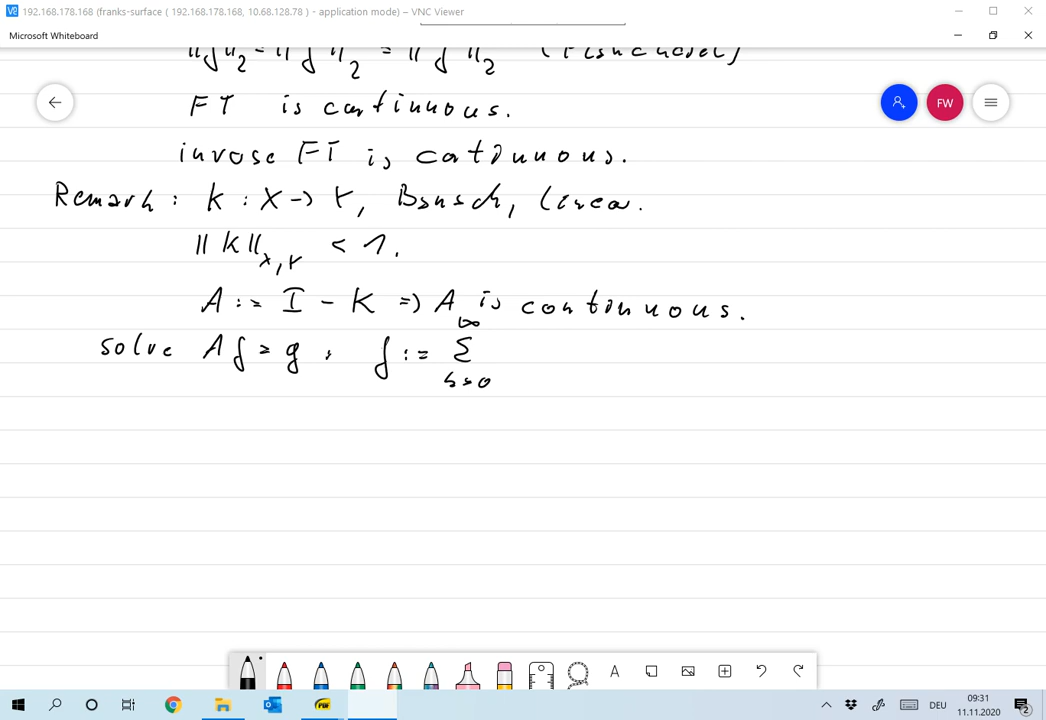 192.168.178.168 (franks-surface ( 192.168.178.168, 10.68.128.78 ) - application mode) – VNC Viewer
Microsoft Whiteboard
FW
FT is continuous.
invese FT is continuous.
Remark: K : X -> Y, Banach, linear.
||K||_{X,Y} < 1.
A := I - K => A is continuous.
solve Af = g, f := ∑_{k=0}^{∞}
A
DEU
09:31
11.11.2020
2